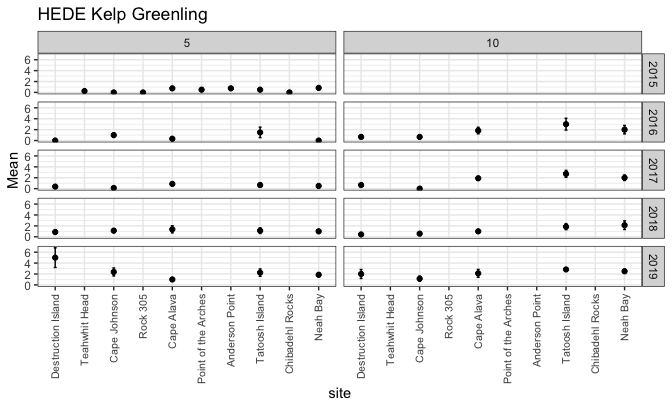 HEDE Kelp Greenling
5 10
6
4
2
0
2015
6
4
2
0
2016
6
4
2
0
2017
6
4
2
0
2018
6
4
2
0
2019
Mean
Destruction Island
Teahwhit Head
Cape Johnson
Rock 305
Cape Alava
Point of the Arches
Anderson Point
Tatoosh Island
Chibadehl Rocks
Neah Bay
Destruction Island
Teahwhit Head
Cape Johnson
Rock 305
Cape Alava
Point of the Arches
Anderson Point
Tatoosh Island
Chibadehl Rocks
Neah Bay
site